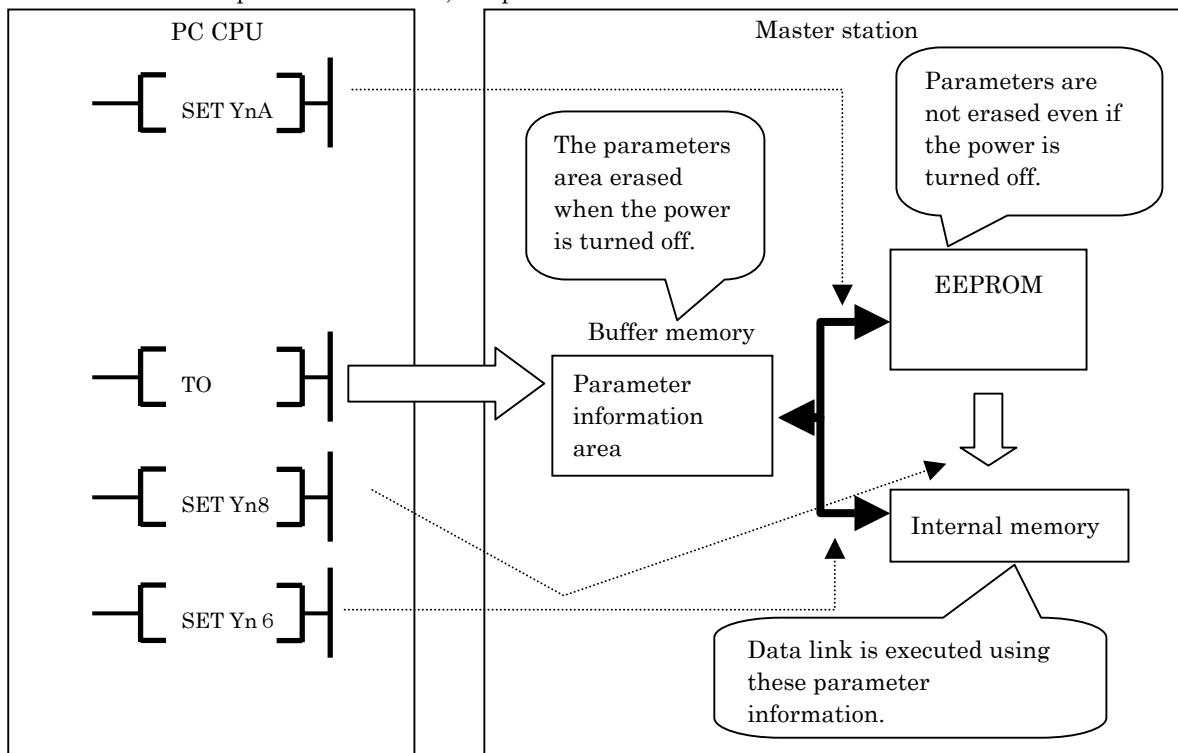 PC CPU
Master station
SET YnA
Parameters are
not erased even if
the power is
turned off.
The parameters
area erased
when the power
is turned off.
EEPROM
Buffer memory
TO
Parameter
information
area
SET Yn8
Internal memory
SET Yn 6
Data link is executed using
these parameter
information.